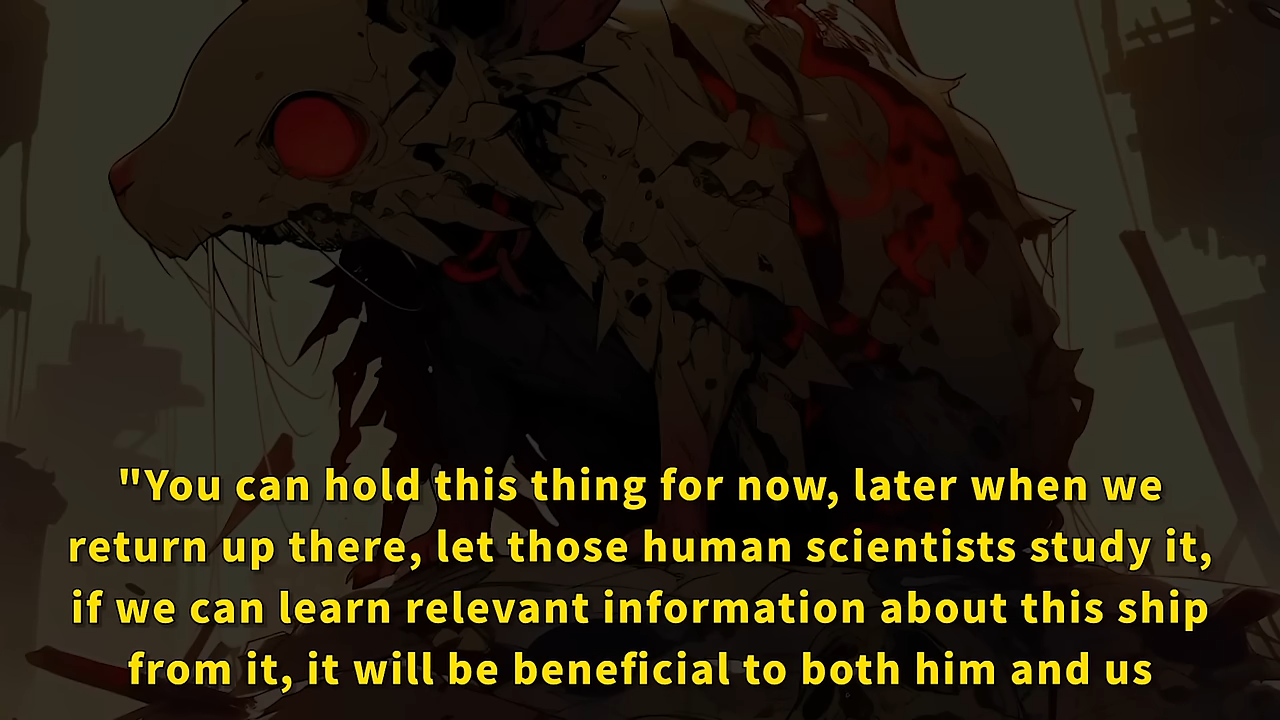 "You can hold this thing for now, later when we
return up there, let those human scientists study it,
if we can learn relevant information about this ship
from it, it will be beneficial to both him and us